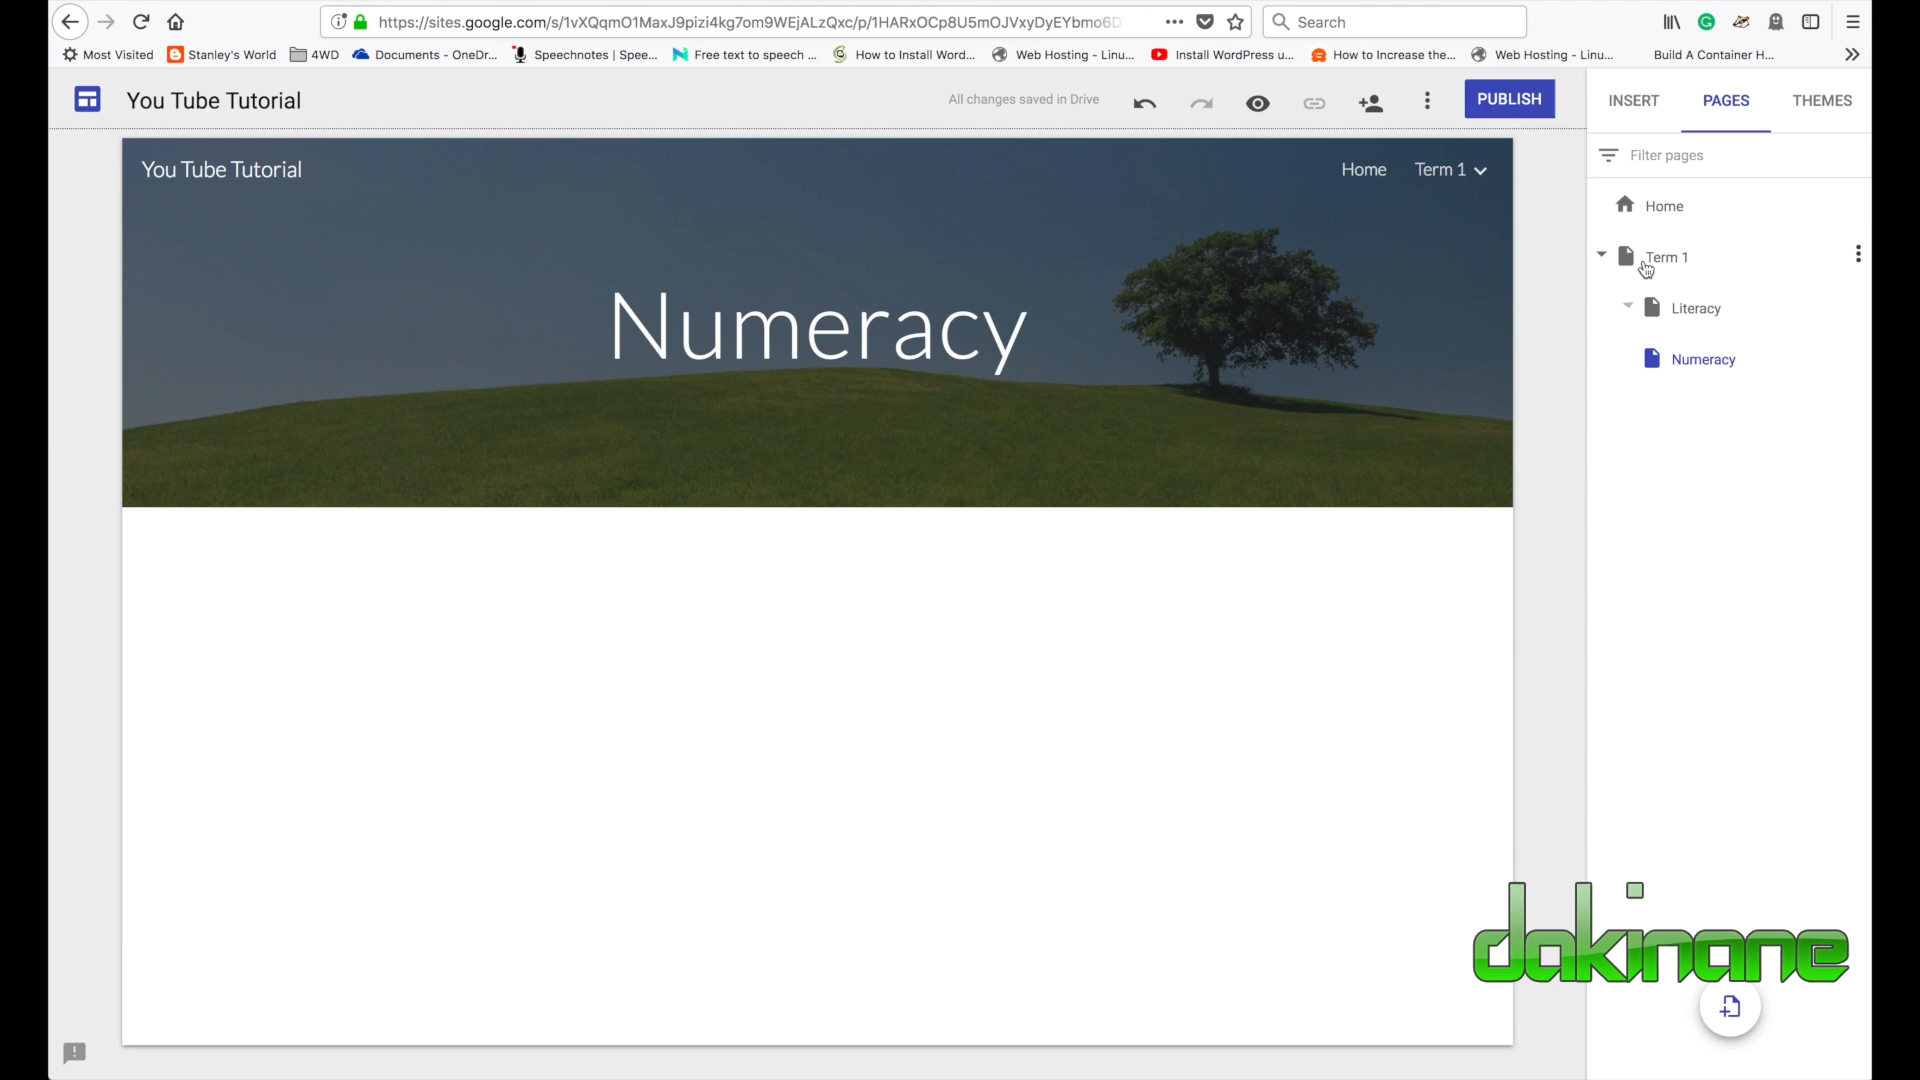 https://sites.google.com/s/1vXQqmO1MaxJ9pizi4kg7om9WEjALzQxc/p/1HARxOCp8U5mOJVxyDyEYbmo6D
Search
Most Visited
Stanley's World
4WD
Documents - OneDr...
Speechnotes | Spee...
Free text to speech ...
How to Install Word...
Web Hosting - Linu...
Install WordPress u...
How to Increase the...
Web Hosting - Linu...
Build A Container H...
You Tube Tutorial
All changes saved in Drive
PUBLISH
INSERT
PAGES
THEMES
You Tube Tutorial
Home
Term 1
Numeracy
Filter pages
Home
Term 1
Literacy
Numeracy
dakinane